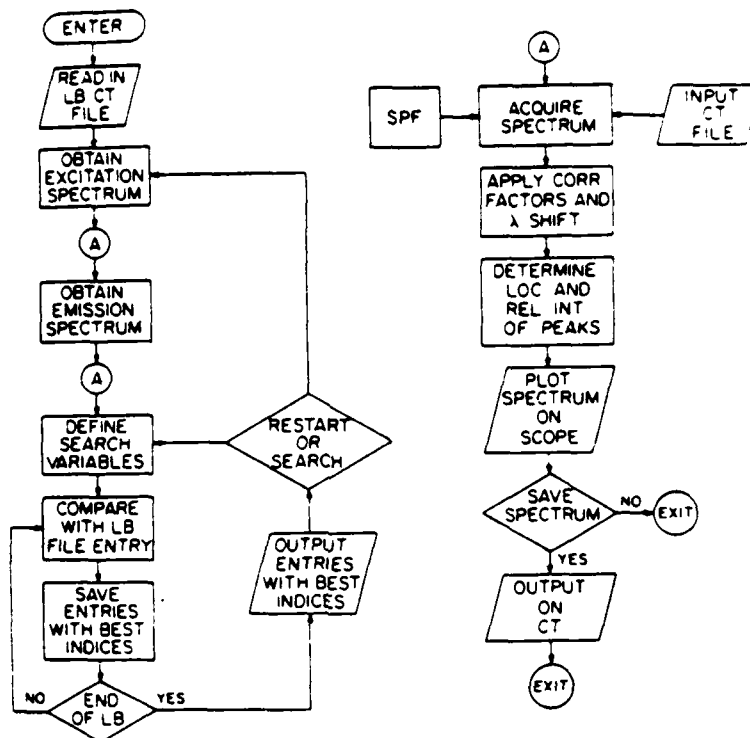 ENTER
READ IN
LB CT
FILE
OBTAIN
EXCITATION
SPECTRUM
A
OBTAIN
EMISSION
SPECTRUM
A
DEFINE
SEARCH
VARIABLES
COMPARE
WITH LB
FILE ENTRY
SAVE
ENTRIES
WITH BEST
INDICES
END
OF LB
NO
YES
OUTPUT
ENTRIES
WITH BEST
INDICES
RESTART
OR
SEARCH
A
SPF
ACQUIRE
SPECTRUM
INPUT
CT
FILE
APPLY CORR
FACTORS AND
λ SHIFT
DETERMINE
LOC AND
REL INT
OF PEAKS
PLOT
SPECTRUM
ON
SCOPE
SAVE
SPECTRUM
NO
EXIT
YES
OUTPUT
ON
CT
EXIT